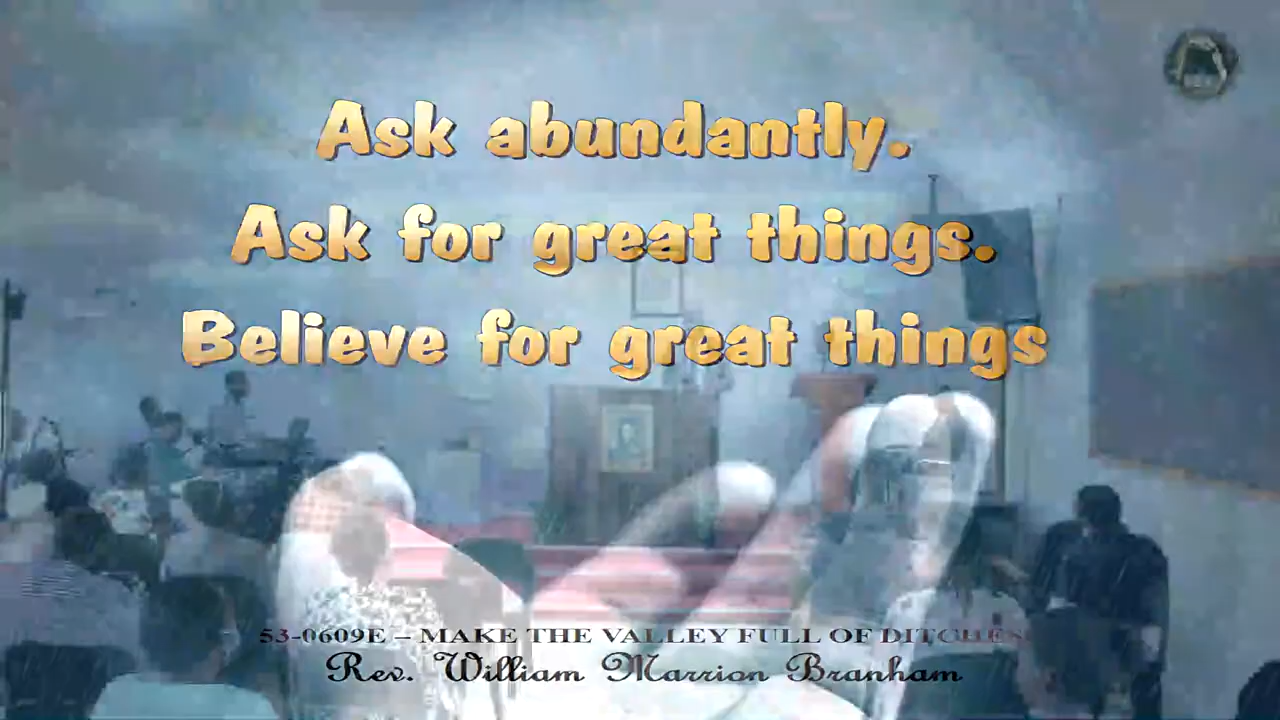 Ask abundantly.
Ask for great things.
Believe for great things
53-0609E – MAKE THE VALLEY FULL OF DITCHES
Rev. William Marrion Branham